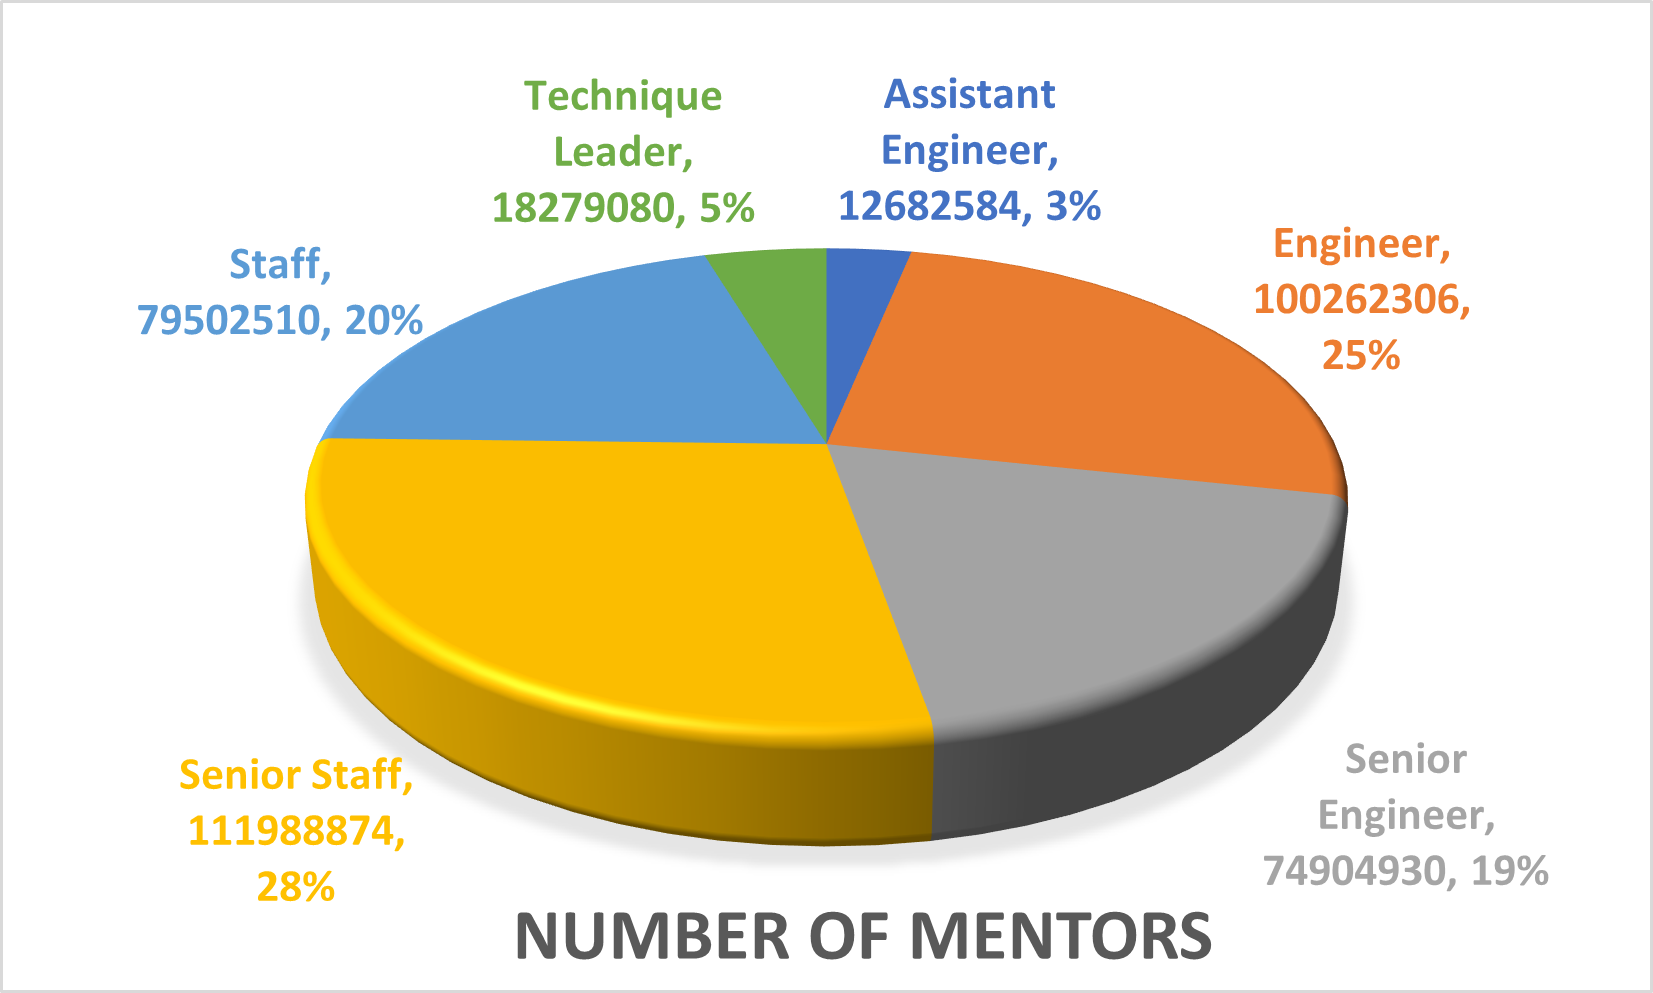 Technique
Leader,
18279080, 5%
Assistant
Engineer,
12682584, 3%
Staff,
79502510, 20%
Engineer,
100262306,
25%
Senior Staff,
111988874,
28%
Senior
Engineer,
74904930, 19%
NUMBER OF MENTORS